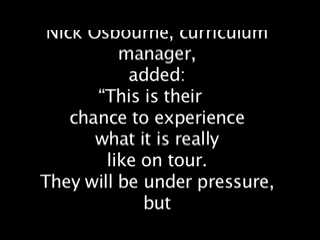 Nick Osbourne, curriculum
manager,
added:
“This is their
chance to experience
what it is really
like on tour.
They will be under pressure,
but